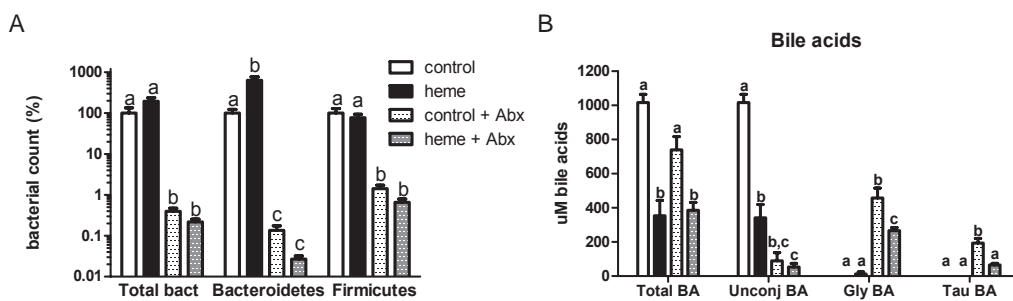 A
bacterial count (%)
1000
100
10
1
0.1
0.01
a a b b
a b c c
a a b b
Total bact Bacteroidetes Firmicutes
control
heme
control + Abx
heme + Abx
B
Bile acids
uM bile acids
1200
1000
800
600
400
200
0
a b a b
a b b,c c
a a b c
a a b a
Total BA Unconj BA Gly BA Tau BA